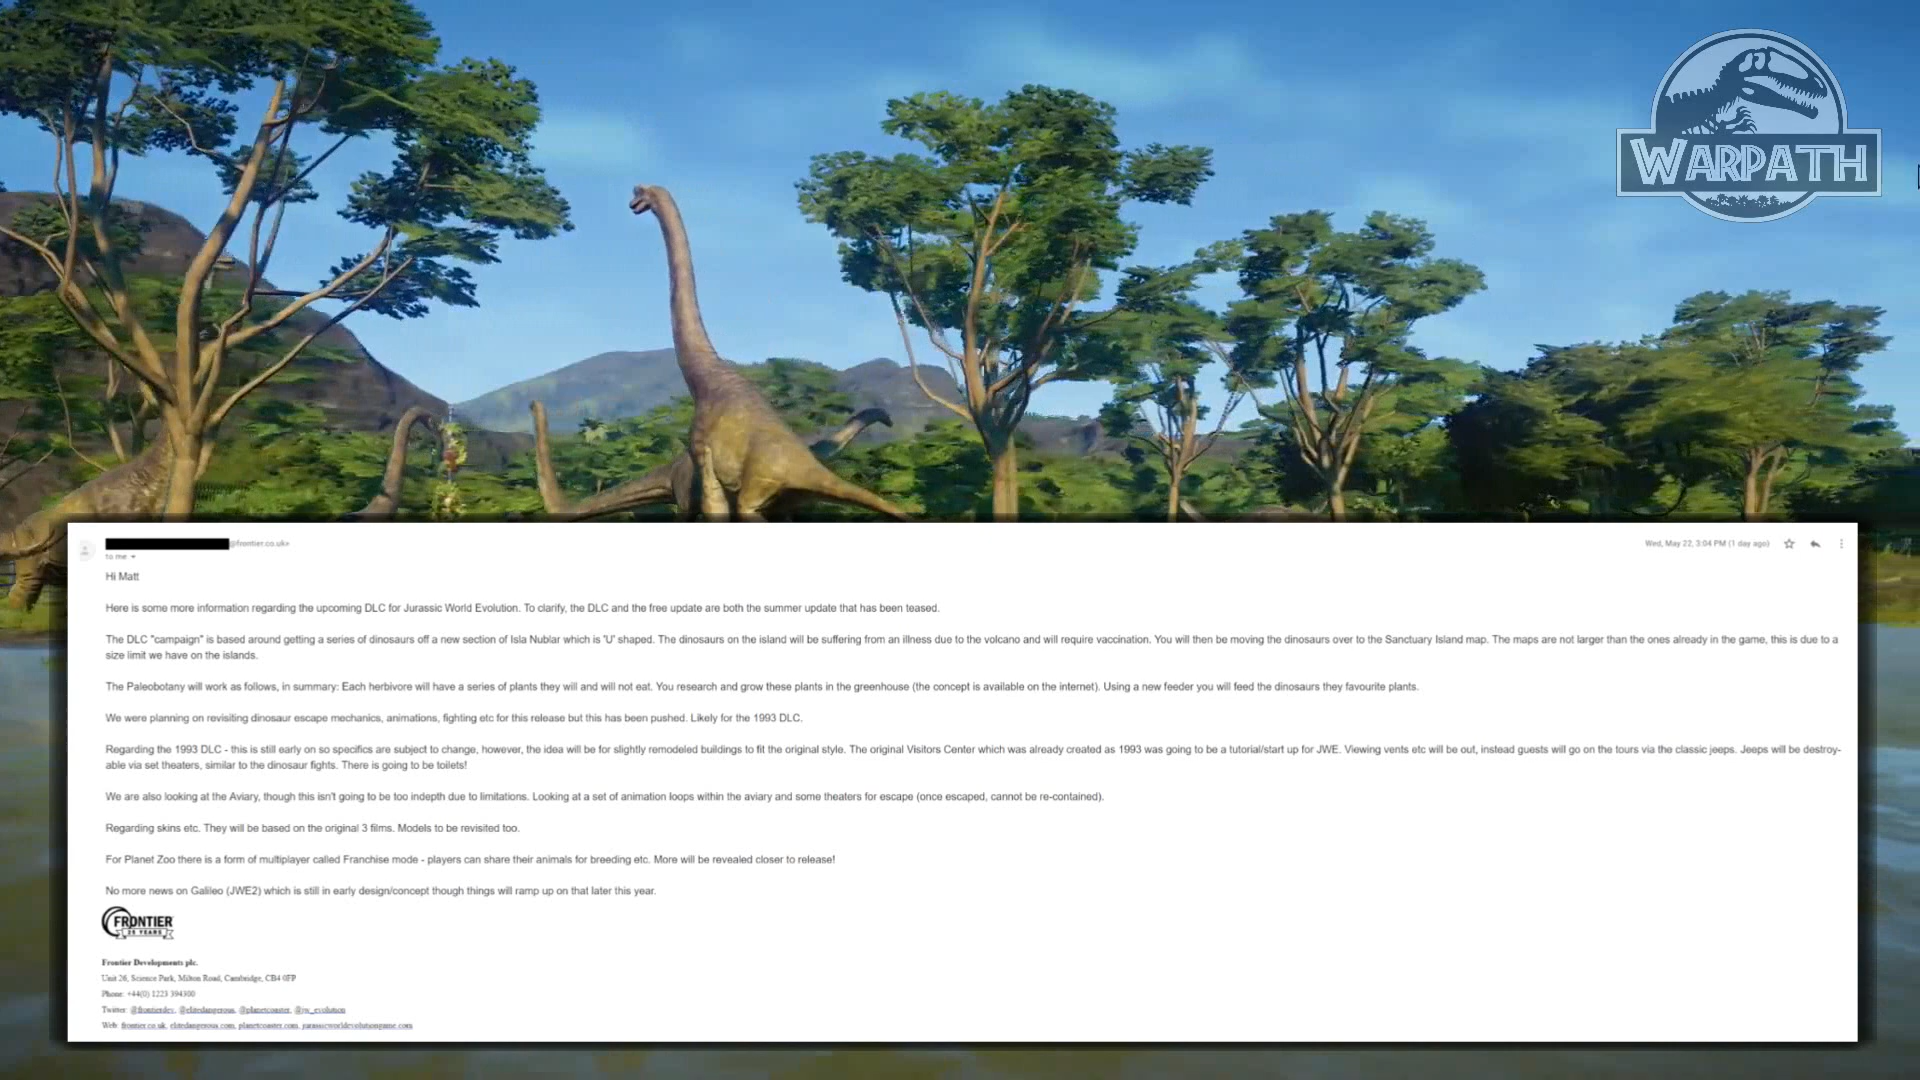 WARPATH
@frontier.co.uk>
Wed, May 22, 3:04 PM (1 day ago)
to me
Hi Matt
Here is some more information regarding the upcoming DLC for Jurassic World Evolution. To clarify, the DLC and the free update are both the summer update that has been teased.
The DLC "campaign" is based around getting a series of dinosaurs off a new section of Isla Nublar which is 'U' shaped. The dinosaurs on the island will be suffering from an illness due to the volcano and will require vaccination. You will then be moving the dinosaurs over to the Sanctuary Island map. The maps are not larger than the ones already in the game, this is due to a
size limit we have on the islands.
The Paleobotany will work as follows, in summary: Each herbivore will have a series of plants they will and will not eat. You research and grow these plants in the greenhouse (the concept is available on the internet). Using a new feeder you will feed the dinosaurs they favourite plants.
We were planning on revisiting dinosaur escape mechanics, animations, fighting etc for this release but this has been pushed. Likely for the 1993 DLC.
Regarding the 1993 DLC - this is still early on so specifics are subject to change, however, the idea will be for slightly remodeled buildings to fit the original style. The original Visitors Center which was already created as 1993 was going to be a tutorial/start up for JWE. Viewing vents etc will be out, instead guests will go on the tours via the classic jeeps. Jeeps will be destroy-
able via set theaters, similar to the dinosaur fights. There is going to be toilets!
We are also looking at the Aviary, though this isn't going to be too indepth due to limitations. Looking at a set of animation loops within the aviary and some theaters for escape (once escaped, cannot be re-contained).
Regarding skins etc. They will be based on the original 3 films. Models to be revisited too.
For Planet Zoo there is a form of multiplayer called Franchise mode - players can share their animals for breeding etc. More will be revealed closer to release!
No more news on Galileo (JWE2) which is still in early design/concept though things will ramp up on that later this year.
FRONTIER
25 YEARS
Frontier Developments plc.
Unit 26, Science Park, Milton Road, Cambridge, CB4 0FP
Phone: +44(0) 1223 394300
Twitter: @frontierdev, @elitedangerous, @planetcoaster, @jw_evolution
Web: frontier.co.uk, elitedangerous.com, planetcoaster.com, jurassicworldevolutiongame.com